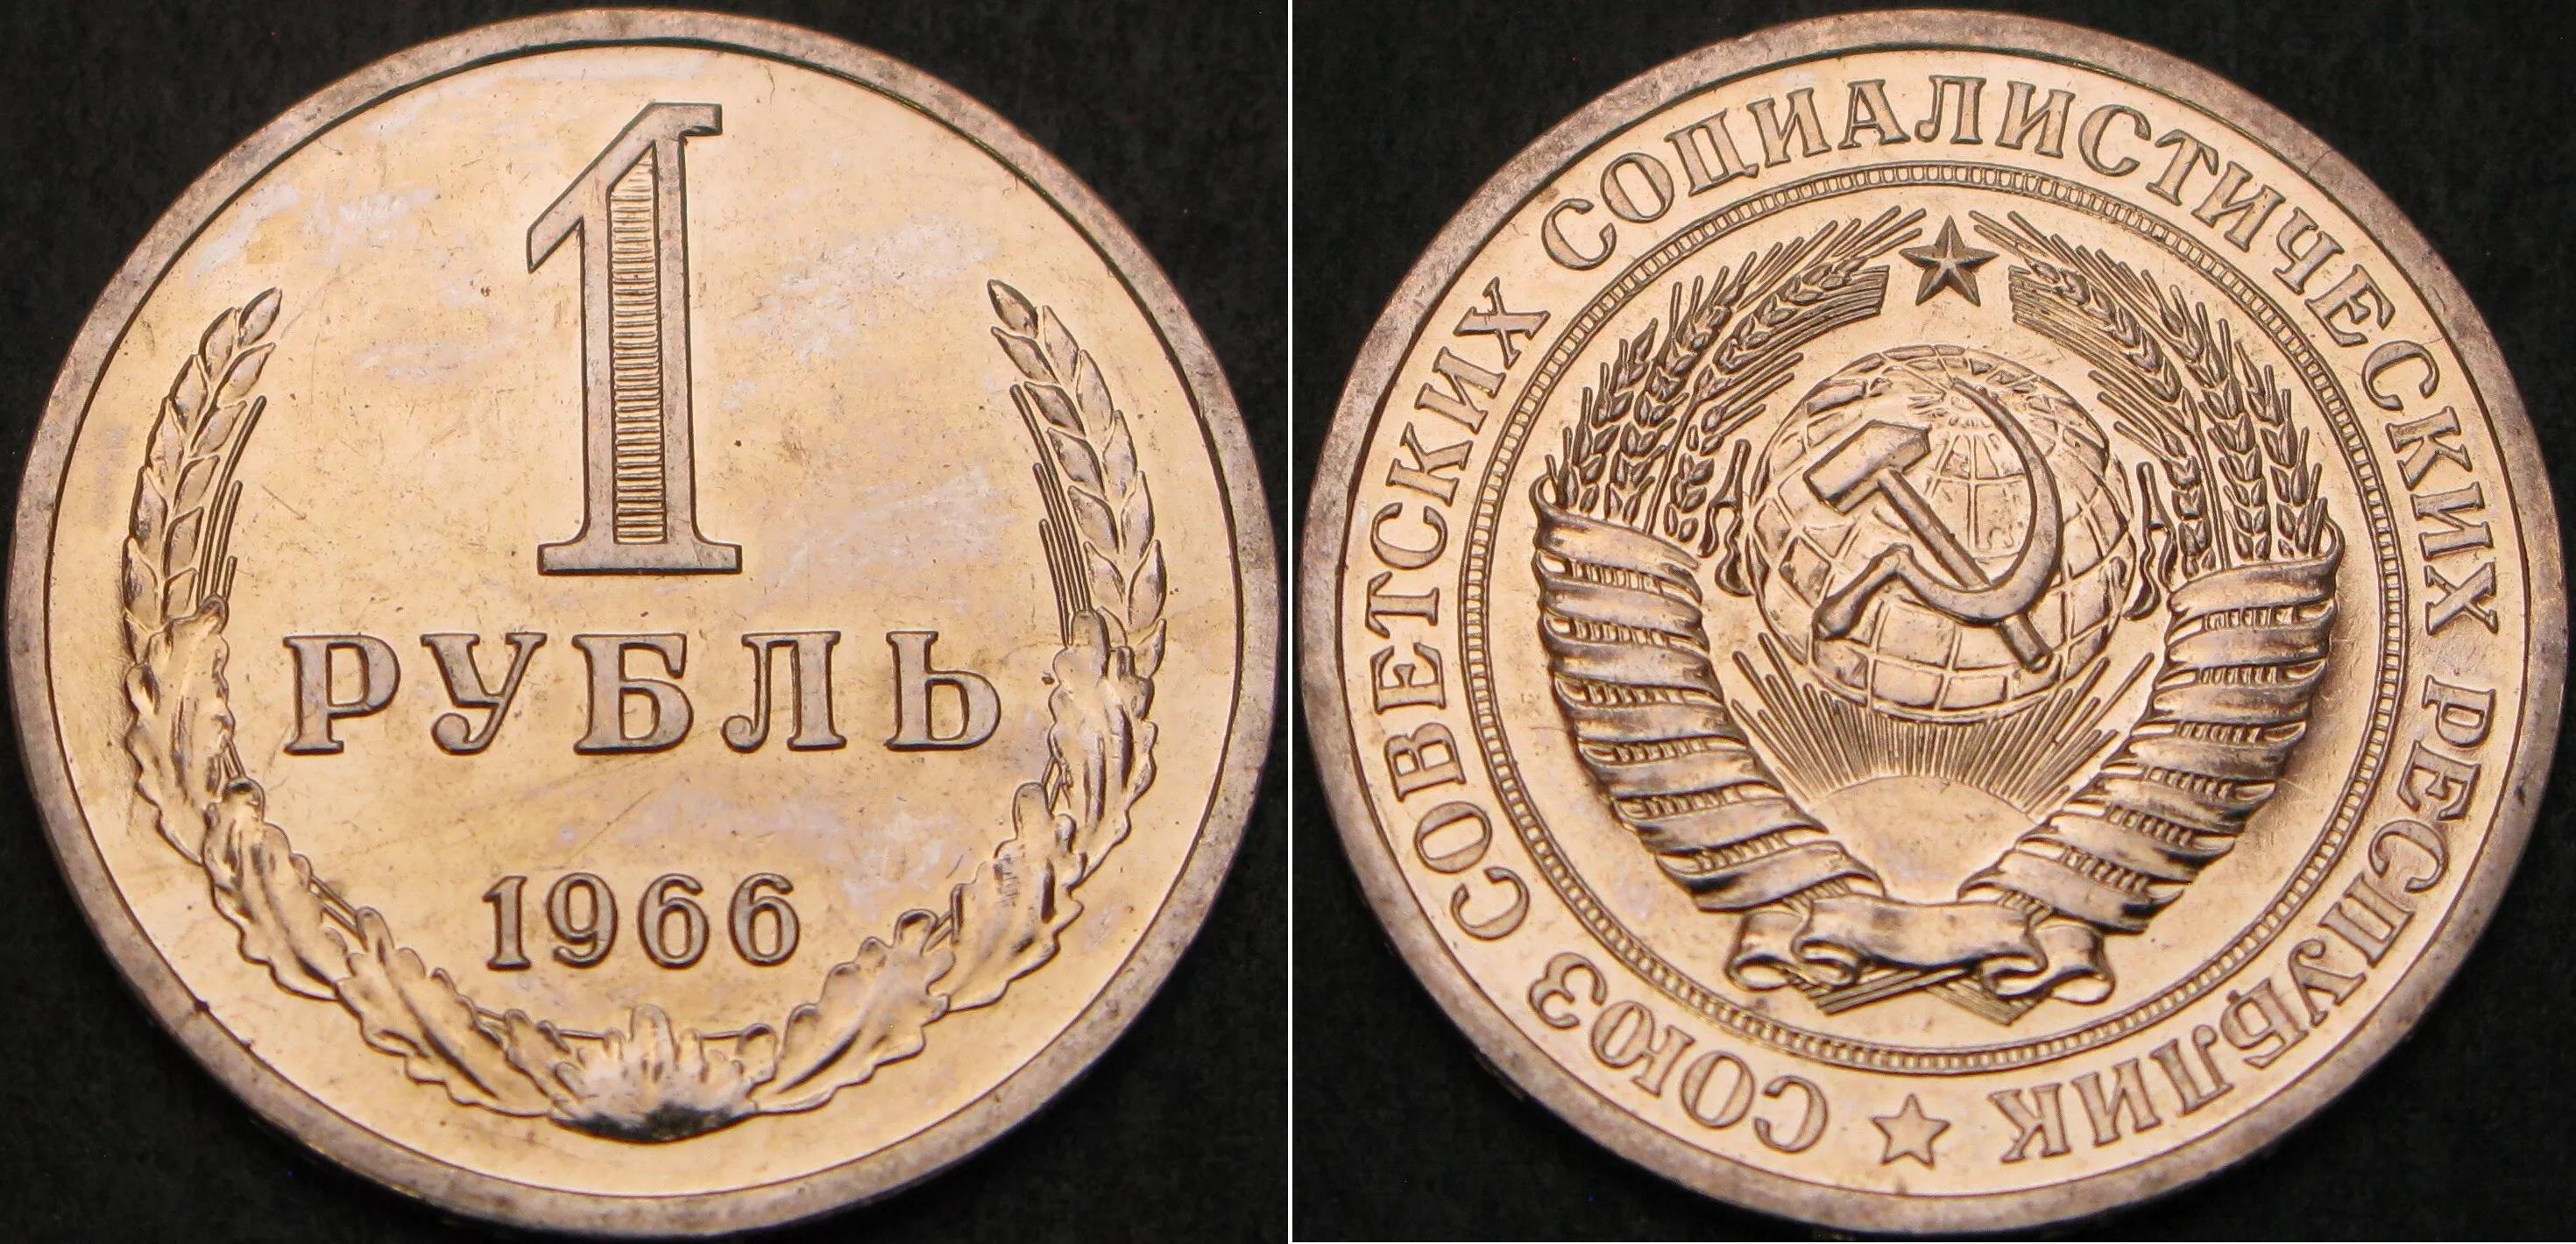 1
РУБЛЬ
1966
СОЮЗ СОВЕТСКИХ СОЦИАЛИСТИЧЕСКИХ РЕСПУБЛИК